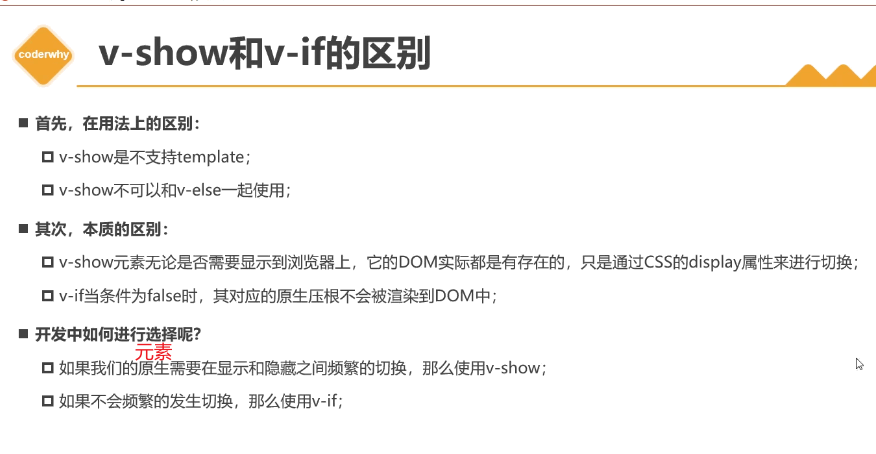 coderwhy
v-show和v-if的区别
首先，在用法上的区别：
v-show是不支持template；
v-show不可以和v-else一起使用；
其次，本质的区别：
v-show元素无论是否需要显示到浏览器上，它的DOM实际都是有存在的，只是通过CSS的display属性来进行切换；
v-if当条件为false时，其对应的原生压根不会被渲染到DOM中；
开发中如何进行选择呢？
元素
如果我们的原生需要在显示和隐藏之间频繁的切换，那么使用v-show；
如果不会频繁的发生切换，那么使用v-if；